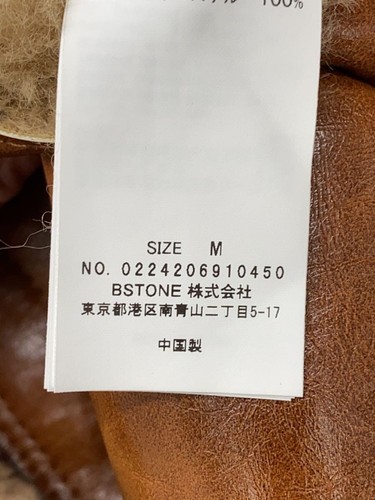 100%
SIZE M
NO. 0224206910450
BSTONE 株式会社
東京都港区南青山二丁目5-17
中国製